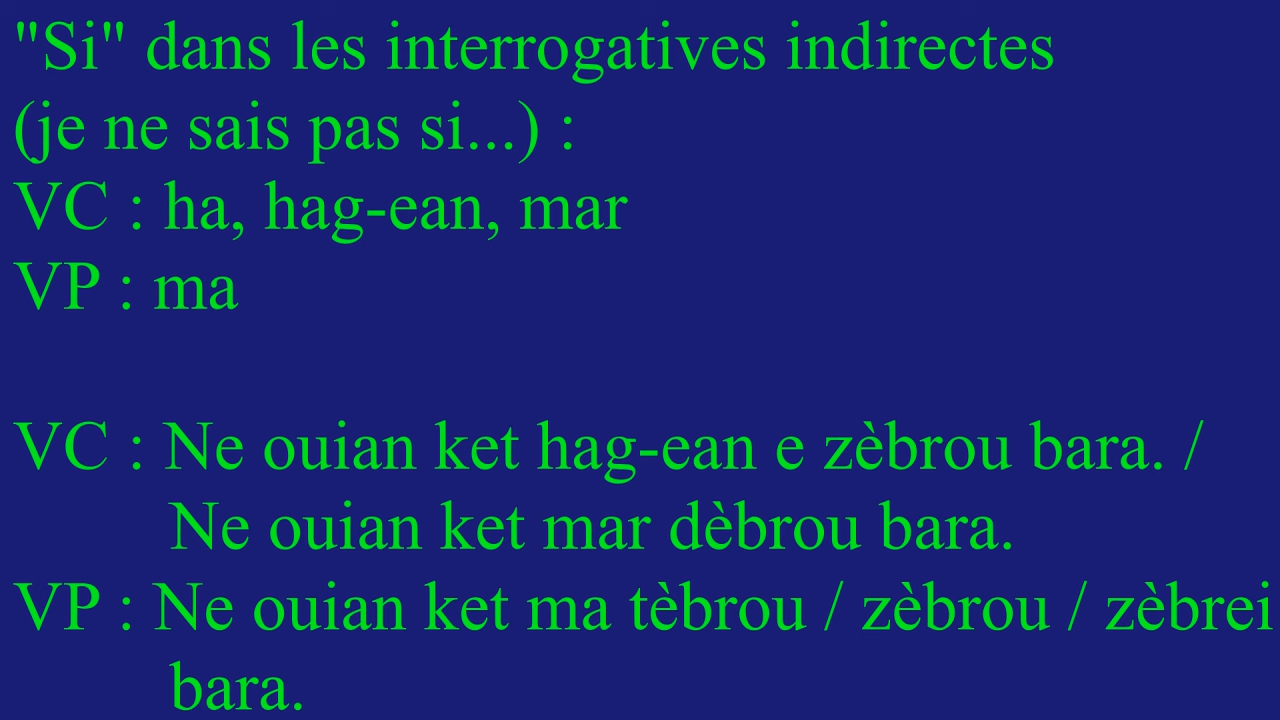 "Si" dans les interrogatives indirectes
(je ne sais pas si...) :
VC : ha, hag-ean, mar
VP : ma
VC : Ne ouian ket hag-ean e zèbrou bara. /
Ne ouian ket mar dèbrou bara.
VP : Ne ouian ket ma tèbrou / zèbrou / zèbrei
bara.